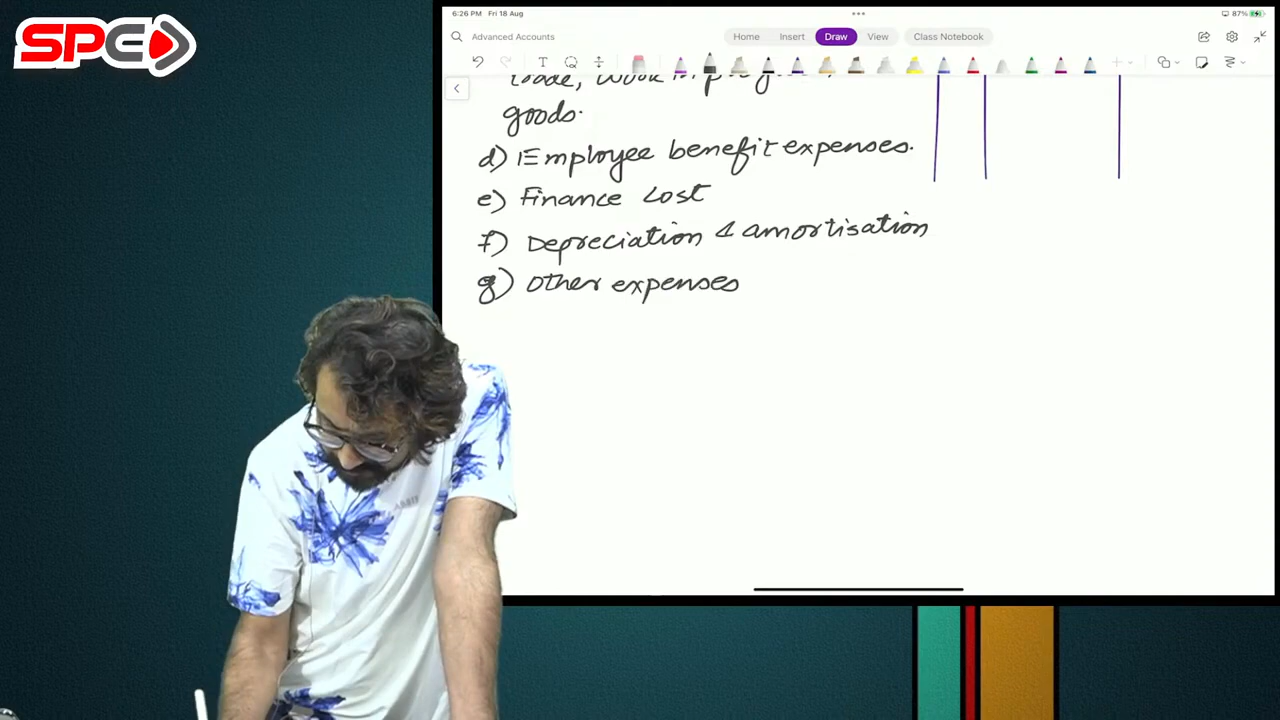 SPE
6:26 PM Fri 18 Aug
87%
Advanced Accounts
Home Insert Draw View Class Notebook
goods.
d) Employee benefit expenses.
e) Finance Cost
f) Depreciation & amortisation
g) Other expenses